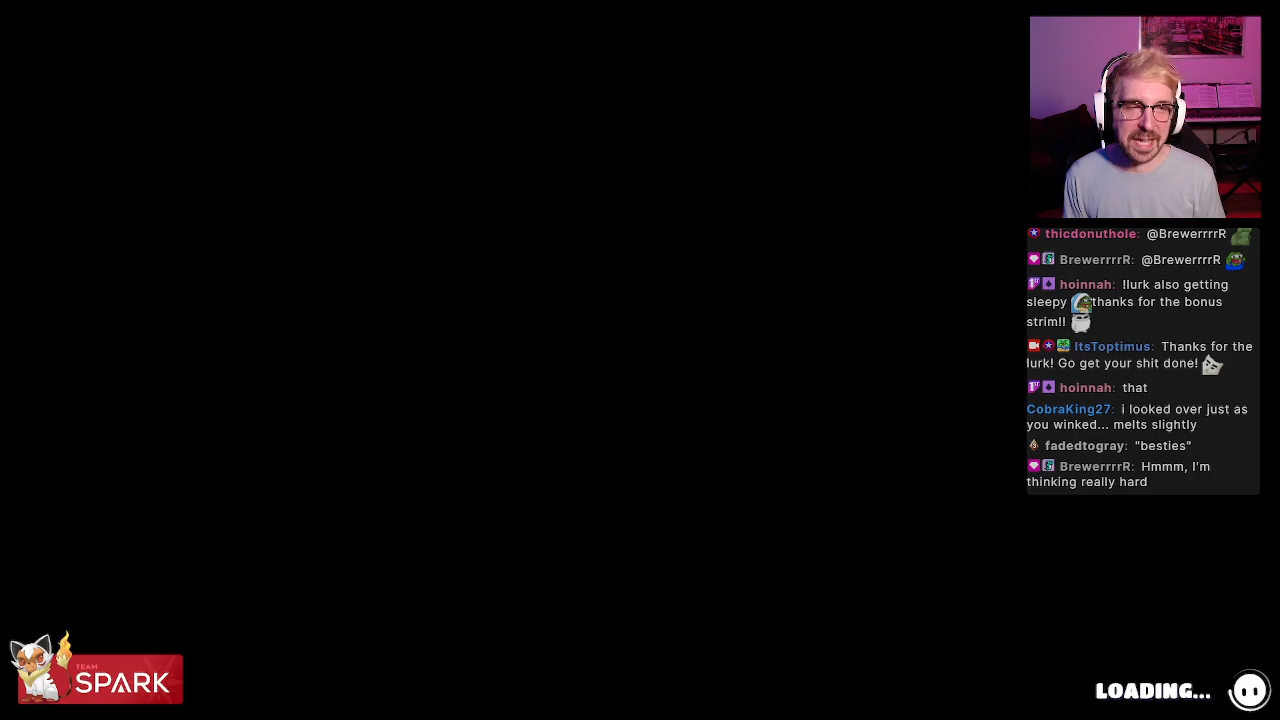 thicdonuthole: @BrewerrrrR
BrewerrrrR: @BrewerrrrR
hoinnah: !lurk also getting
sleepy thanks for the bonus
strim!!
ItsToptimus: Thanks for the
lurk! Go get your shit done!
hoinnah: that
CobraKing27: i looked over just as
you winked... melts slightly
fadedtogray: "besties"
BrewerrrrR: Hmmm, I'm
thinking really hard
TEAM
SPARK
LOADING...